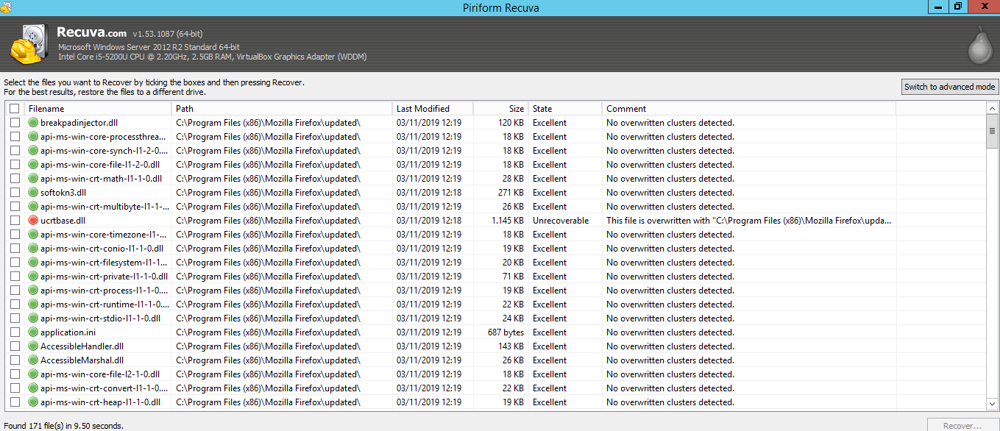 Piriform Recuva
Recuva.com v1.53.1087 (64-bit)
Microsoft Windows Server 2012 R2 Standard 64-bit
Intel Core i5-5200U CPU @ 2.20GHz, 2.5GB RAM, VirtualBox Graphics Adapter (WDDM)
Select the files you want to Recover by ticking the boxes and then pressing Recover.
For the best results, restore the files to a different drive.
Switch to advanced mode
Filename Path Last Modified Size State Comment
breakpadinjector.dll C:\Program Files (x86)\Mozilla Firefox\updated\ 03/11/2019 12:19 120 KB Excellent No overwritten clusters detected.
api-ms-win-core-processthrea... C:\Program Files (x86)\Mozilla Firefox\updated\ 03/11/2019 12:19 18 KB Excellent No overwritten clusters detected.
api-ms-win-core-synch-l1-2-0.... C:\Program Files (x86)\Mozilla Firefox\updated\ 03/11/2019 12:19 18 KB Excellent No overwritten clusters detected.
api-ms-win-core-file-l1-2-0.dll C:\Program Files (x86)\Mozilla Firefox\updated\ 03/11/2019 12:19 18 KB Excellent No overwritten clusters detected.
api-ms-win-crt-math-l1-1-0.dll C:\Program Files (x86)\Mozilla Firefox\updated\ 03/11/2019 12:19 28 KB Excellent No overwritten clusters detected.
softokn3.dll C:\Program Files (x86)\Mozilla Firefox\updated\ 03/11/2019 12:18 271 KB Excellent No overwritten clusters detected.
api-ms-win-crt-multibyte-l1-1-... C:\Program Files (x86)\Mozilla Firefox\updated\ 03/11/2019 12:19 26 KB Excellent No overwritten clusters detected.
ucrtbase.dll C:\Program Files (x86)\Mozilla Firefox\updated\ 03/11/2019 12:18 1.145 KB Unrecoverable This file is overwritten with "C:\Program Files (x86)\Mozilla Firefox\upda...
api-ms-win-core-timezone-l1-... C:\Program Files (x86)\Mozilla Firefox\updated\ 03/11/2019 12:19 18 KB Excellent No overwritten clusters detected.
api-ms-win-crt-conio-l1-1-0.dll C:\Program Files (x86)\Mozilla Firefox\updated\ 03/11/2019 12:19 19 KB Excellent No overwritten clusters detected.
api-ms-win-crt-filesystem-l1-1... C:\Program Files (x86)\Mozilla Firefox\updated\ 03/11/2019 12:19 20 KB Excellent No overwritten clusters detected.
api-ms-win-crt-private-l1-1-0.dll C:\Program Files (x86)\Mozilla Firefox\updated\ 03/11/2019 12:19 71 KB Excellent No overwritten clusters detected.
api-ms-win-crt-process-l1-1-0.... C:\Program Files (x86)\Mozilla Firefox\updated\ 03/11/2019 12:19 19 KB Excellent No overwritten clusters detected.
api-ms-win-crt-runtime-l1-1-0.... C:\Program Files (x86)\Mozilla Firefox\updated\ 03/11/2019 12:19 22 KB Excellent No overwritten clusters detected.
api-ms-win-crt-stdio-l1-1-0.dll C:\Program Files (x86)\Mozilla Firefox\updated\ 03/11/2019 12:19 24 KB Excellent No overwritten clusters detected.
application.ini C:\Program Files (x86)\Mozilla Firefox\updated\ 03/11/2019 12:19 687 bytes Excellent No overwritten clusters detected.
AccessibleHandler.dll C:\Program Files (x86)\Mozilla Firefox\updated\ 03/11/2019 12:19 143 KB Excellent No overwritten clusters detected.
AccessibleMarshal.dll C:\Program Files (x86)\Mozilla Firefox\updated\ 03/11/2019 12:19 26 KB Excellent No overwritten clusters detected.
api-ms-win-core-file-l2-1-0.dll C:\Program Files (x86)\Mozilla Firefox\updated\ 03/11/2019 12:19 18 KB Excellent No overwritten clusters detected.
api-ms-win-crt-convert-l1-1-0.... C:\Program Files (x86)\Mozilla Firefox\updated\ 03/11/2019 12:19 22 KB Excellent No overwritten clusters detected.
api-ms-win-crt-heap-l1-1-0.dll C:\Program Files (x86)\Mozilla Firefox\updated\ 03/11/2019 12:19 19 KB Excellent No overwritten clusters detected.
Found 171 file(s) in 9.50 seconds.
Recover...